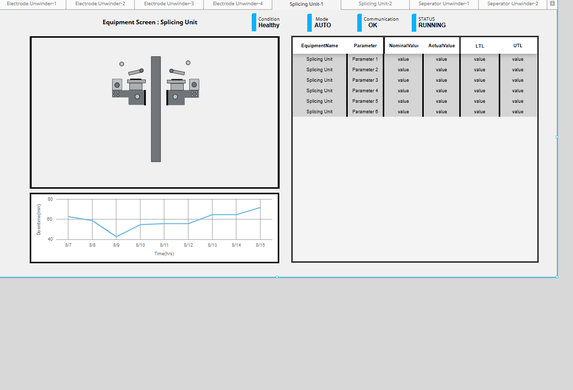 Electrode Unwinder-1 Electrode Unwinder-2 Electrode Unwinder-3 Electrode Unwinder-4 Splicing Unit-1 Splicing Unit-2 Seperator Unwinder-1 Seperator Unwinder-2
Equipment Screen : Splicing Unit
Condition
Healthy
Mode
AUTO
Communication
OK
STATUS
RUNNING
EquipmentName Parameter NominalValue ActualValue LTL UTL
Splicing Unit Parameter 1 value value value value
Splicing Unit Parameter 2 value value value value
Splicing Unit Parameter 3 value value value value
Splicing Unit Parameter 4 value value value value
Splicing Unit Parameter 5 value value value value
Splicing Unit Parameter 6 value value value value
80
60
40
Downtime(min)
8/7 8/8 8/9 8/10 8/11 8/12 8/13 8/14 8/15
Time(hrs)